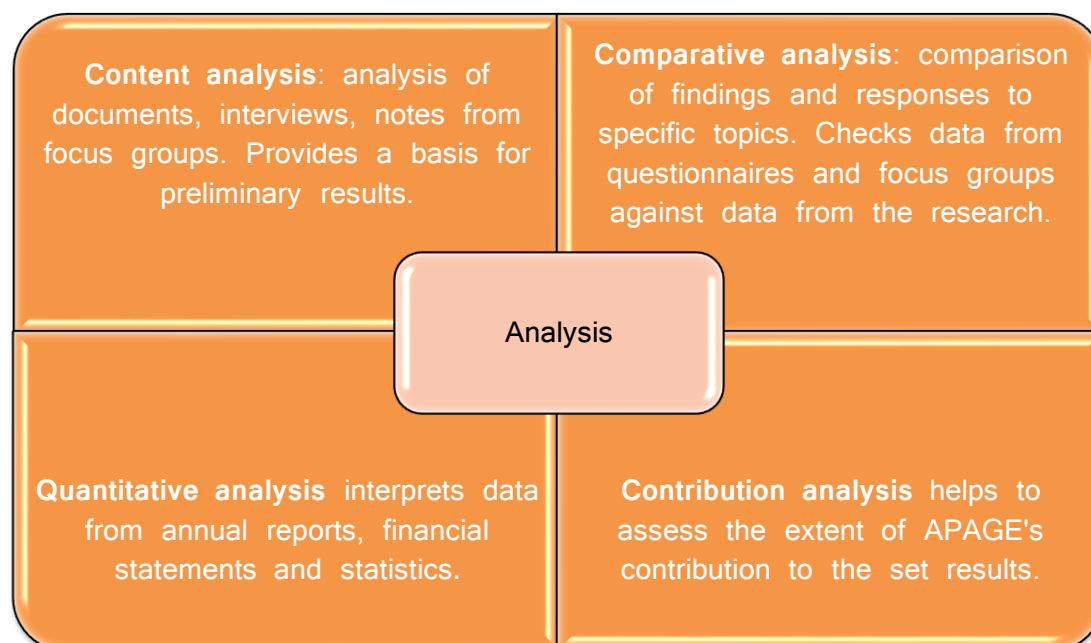 Content analysis: analysis of
documents, interviews, notes from
focus groups. Provides a basis for
preliminary results.
Comparative analysis: comparison
of findings and responses to
specific topics. Checks data from
questionnaires and focus groups
against data from the research.
Analysis
Quantitative analysis interprets data
from annual reports, financial
statements and statistics.
Contribution analysis helps to
assess the extent of APAGE's
contribution to the set results.